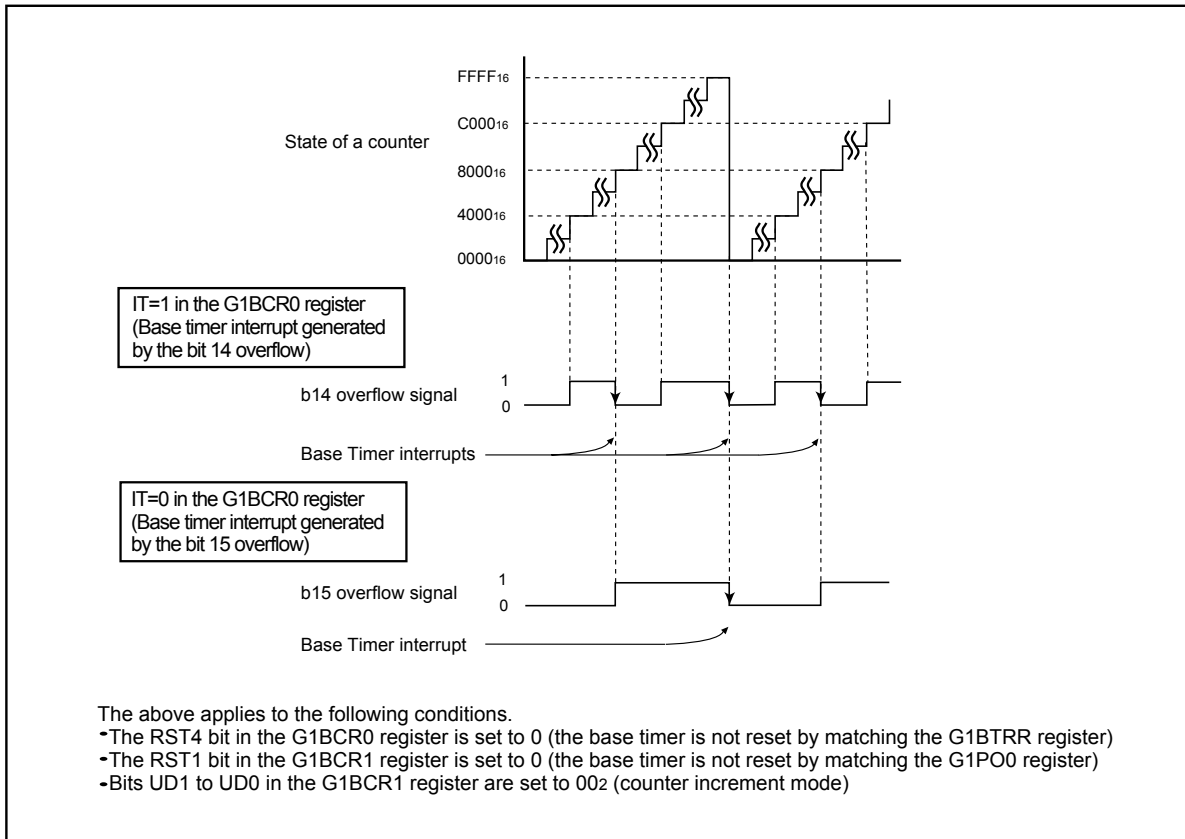 FFFF16
C00016
State of a counter
800016
400016
000016
IT=1 in the G1BCR0 register
(Base timer interrupt generated
by the bit 14 overflow)
1
b14 overflow signal
0
Base Timer interrupts
IT=0 in the G1BCR0 register
(Base timer interrupt generated
by the bit 15 overflow)
1
b15 overflow signal
0
Base Timer interrupt
The above applies to the following conditions.
•The RST4 bit in the G1BCR0 register is set to 0 (the base timer is not reset by matching the G1BTRR register)
•The RST1 bit in the G1BCR1 register is set to 0 (the base timer is not reset by matching the G1PO0 register)
•Bits UD1 to UD0 in the G1BCR1 register are set to 002 (counter increment mode)